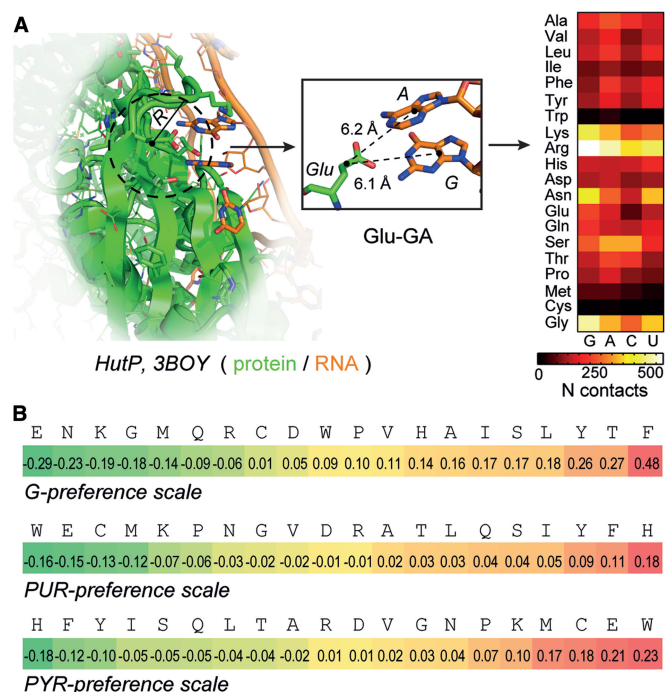 A
R
A
6.2 Å
Glu
6.1 Å
G
Glu-GA
HutP, 3BOY ( protein / RNA )
Ala
Val
Leu
Ile
Phe
Tyr
Trp
Lys
Arg
His
Asp
Asn
Glu
Gln
Ser
Thr
Pro
Met
Cys
Gly
G A C U
0 250 500
N contacts
B
E N K G M Q R C D W P V H A I S L Y T F
-0.29 -0.23 -0.19 -0.18 -0.14 -0.09 -0.06 0.01 0.05 0.09 0.10 0.11 0.14 0.16 0.17 0.17 0.18 0.26 0.27 0.48
G-preference scale
W E C M K P N G V D R A T L Q S I Y F H
-0.16 -0.15 -0.13 -0.12 -0.07 -0.06 -0.03 -0.02 -0.02 -0.01 -0.01 0.02 0.03 0.03 0.04 0.04 0.05 0.09 0.11 0.18
PUR-preference scale
H F Y I S Q L T A R D V G N P K M C E W
-0.18 -0.12 -0.10 -0.05 -0.05 -0.05 -0.04 -0.04 -0.02 0.01 0.01 0.02 0.03 0.04 0.07 0.10 0.17 0.18 0.21 0.23
PYR-preference scale